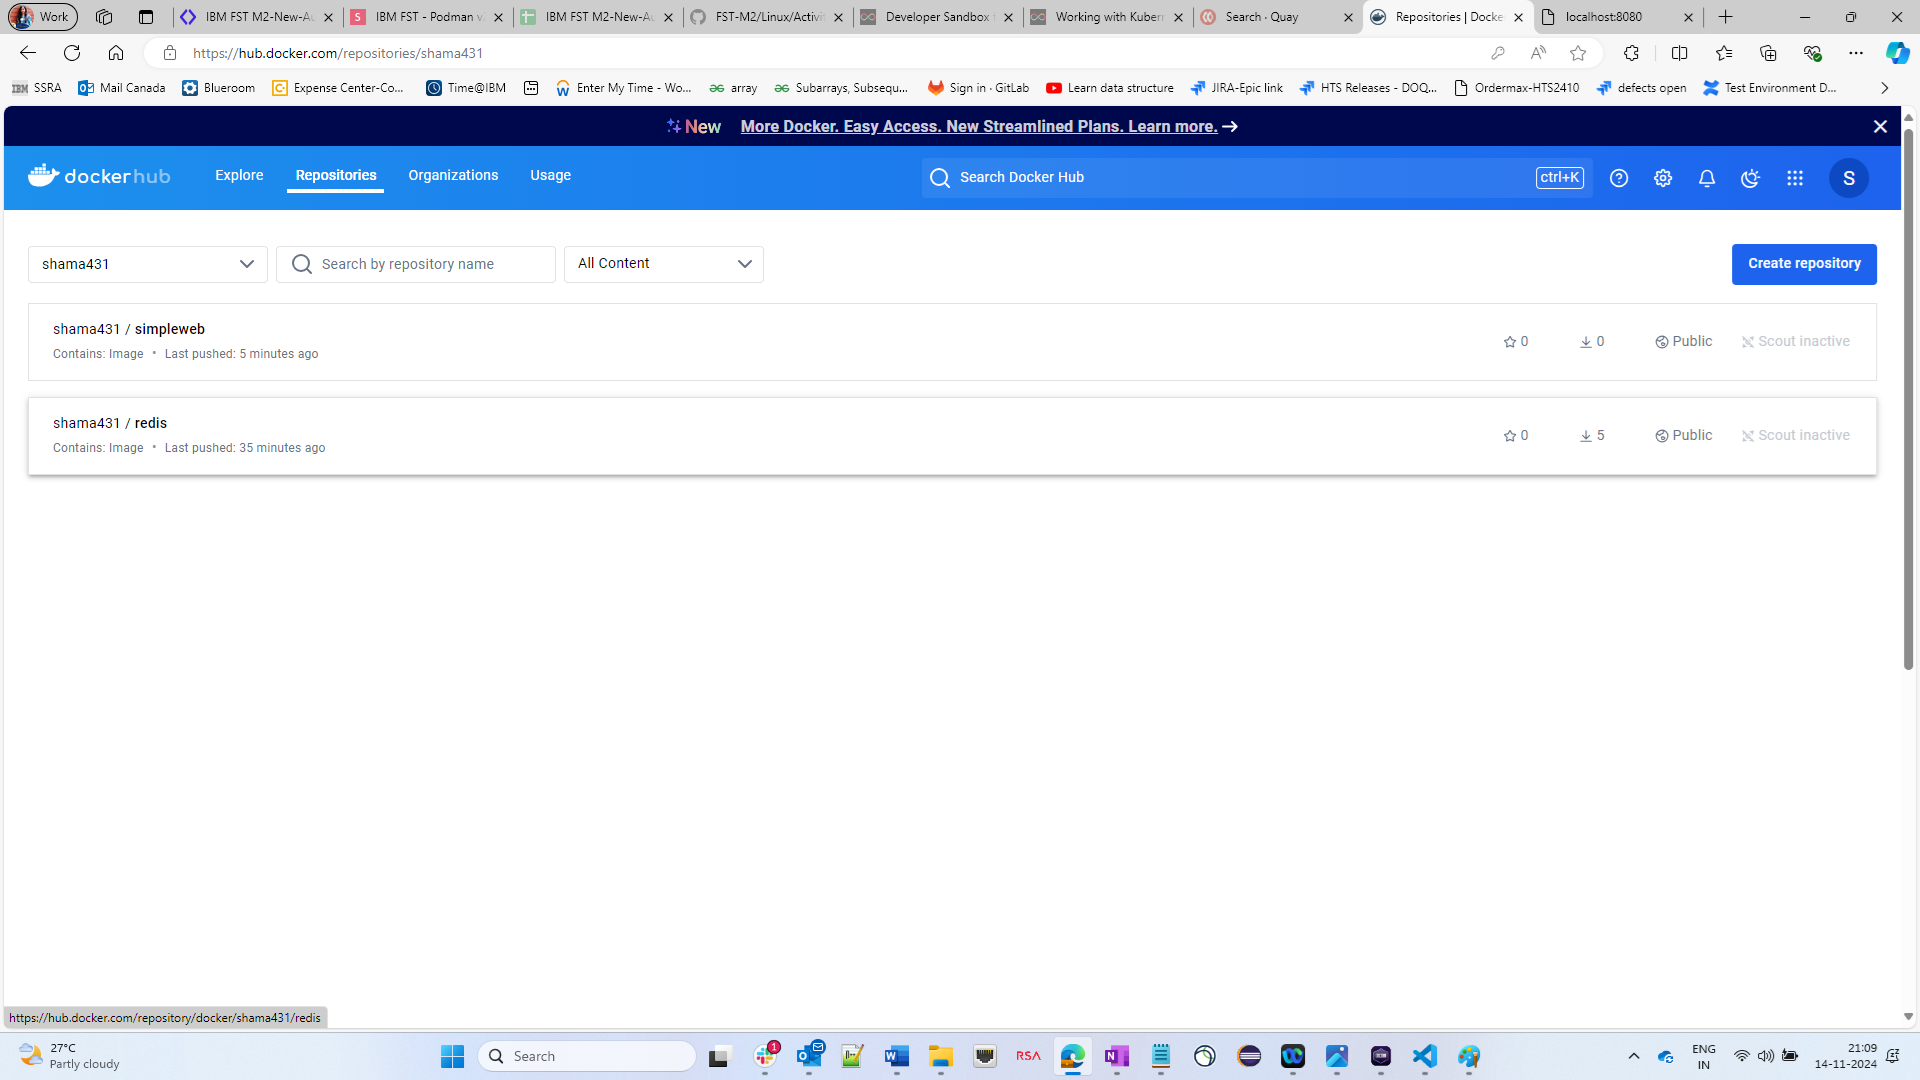 Work
IBM FST M2-New-Au
IBM FST - Podman v
IBM FST M2-New-Au
FST-M2/Linux/Activit
Developer Sandbox
Working with Kubern
Search · Quay
Repositories | Docke
localhost:8080
https://hub.docker.com/repositories/shama431
IBM SSRA
Mail Canada
Blueroom
Expense Center-Co...
Time@IBM
Enter My Time - Wo...
array
Subarrays, Subsequ...
Sign in · GitLab
Learn data structure
JIRA-Epic link
HTS Releases - DOQ...
Ordermax-HTS2410
defects open
Test Environment D...
New More Docker. Easy Access. New Streamlined Plans. Learn more.
docker hub
Explore
Repositories
Organizations
Usage
Search Docker Hub
ctrl+K
S
shama431
Search by repository name
All Content
Create repository
shama431 / simpleweb
Contains: Image • Last pushed: 5 minutes ago
0
0
Public
Scout inactive
shama431 / redis
Contains: Image • Last pushed: 35 minutes ago
0
5
Public
Scout inactive
https://hub.docker.com/repository/docker/shama431/redis
27°C
Partly cloudy
Search
1
RSA
ENG
IN
21:09
14-11-2024